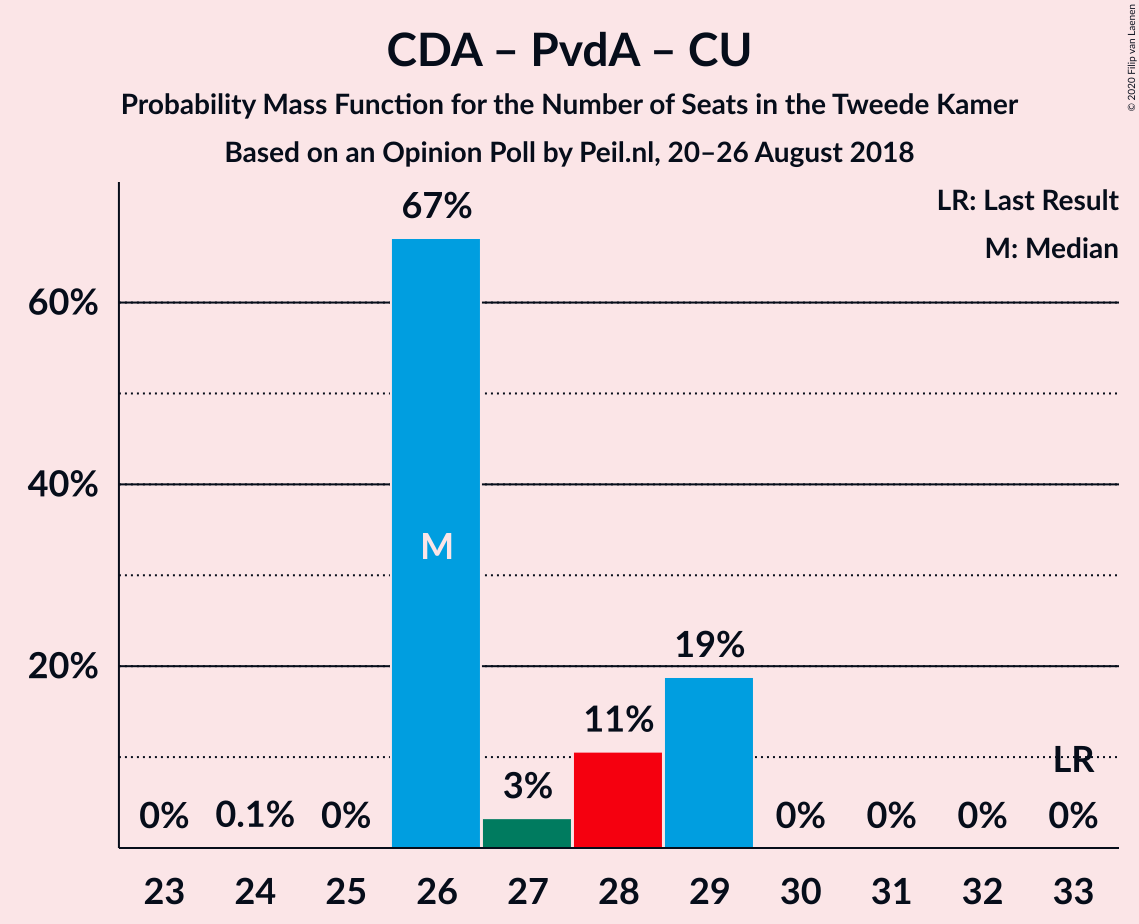 CDA – PvdA – CU
Probability Mass Function for the Number of Seats in the Tweede Kamer
Based on an Opinion Poll by Peil.nl, 20–26 August 2018
© 2020 Filip van Laenen
LR: Last Result
M: Median
67%
60%
40%
M
19%
20%
11%
LR
3%
0% 0.1% 0% 0% 0% 0% 0%
23 24 25 26 27 28 29 30 31 32 33